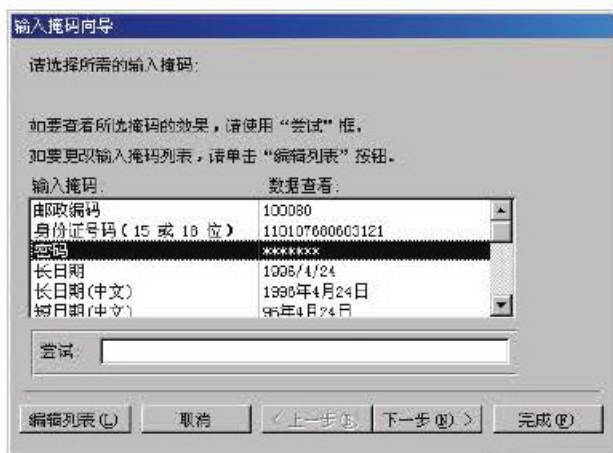 输入掩码向导
请选择所需的输入掩码:
如要查看所选掩码的效果，请使用“尝试”框。
如要更改输入掩码列表，请单击“编辑列表”按钮。
输入掩码: 数据查看:
邮政编码 100080
身份证号码(15 或 18 位) 110107680603121
密码 *******
长日期 1996/4/24
长日期(中文) 1996年4月24日
短日期(中文) 96年4月24日
尝试:
编辑列表(L) 取消 < 上一步(B) 下一步(N) > 完成(F)